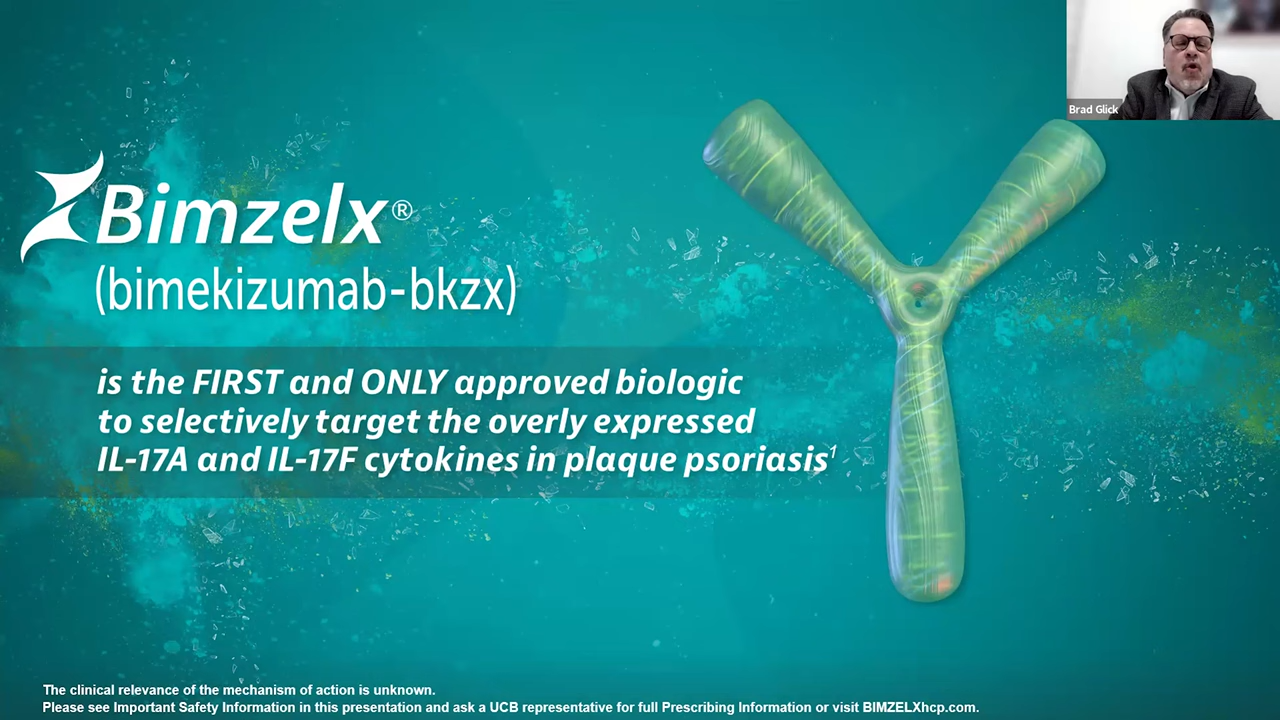 Brad Glick
Bimzelx®
(bimekizumab-bkzx)
is the FIRST and ONLY approved biologic
to selectively target the overly expressed
IL-17A and IL-17F cytokines in plaque psoriasis¹
The clinical relevance of the mechanism of action is unknown.
Please see Important Safety Information in this presentation and ask a UCB representative for full Prescribing Information or visit BIMZELXhcp.com.